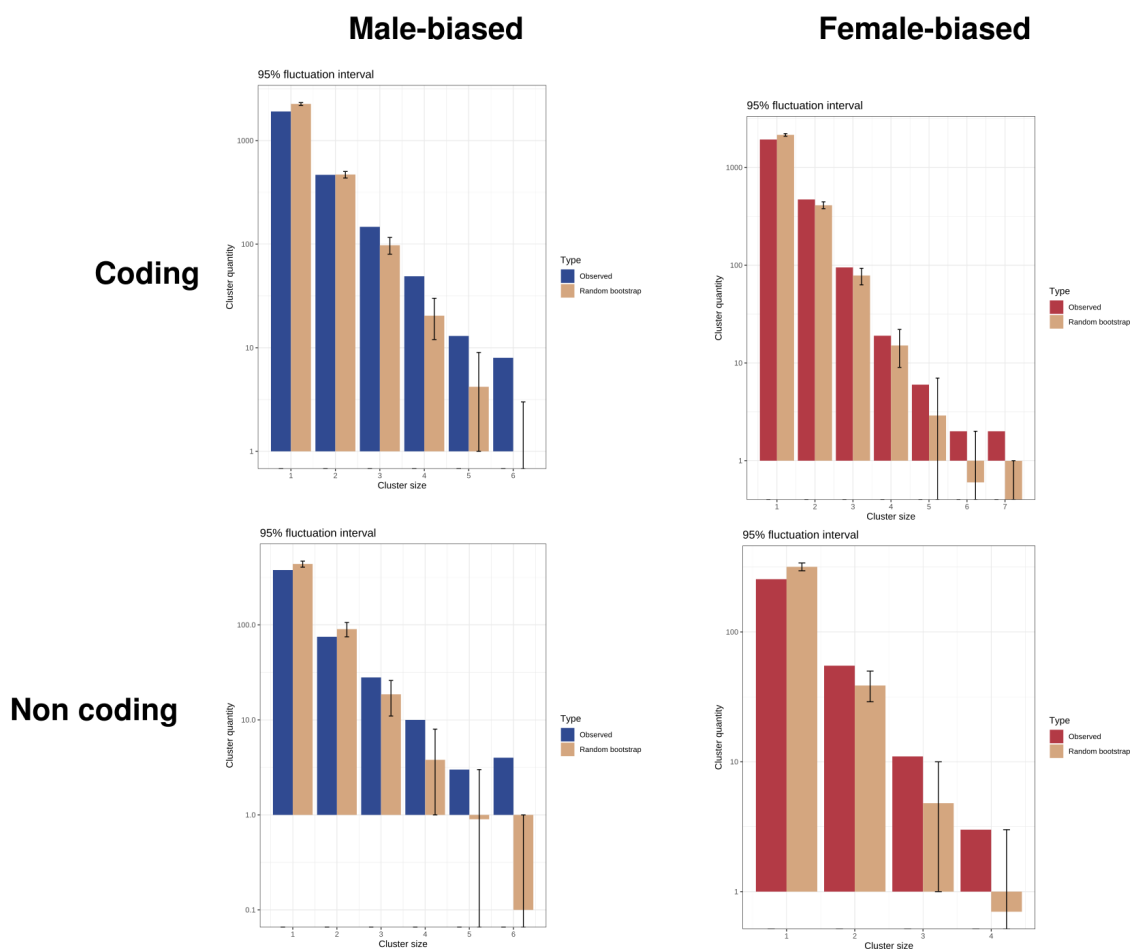 Male-biased
Female-biased
Coding
Non coding
95% fluctuation interval
Cluster quantity
1000
100
10
1
1 2 3 4 5 6
Cluster size
Type
Observed
Random bootstrap
95% fluctuation interval
Cluster quantity
1000
100
10
1
1 2 3 4 5 6 7
Cluster size
Type
Observed
Random bootstrap
95% fluctuation interval
Cluster quantity
100.0
10.0
1.0
0.1
1 2 3 4 5 6
Cluster size
Type
Observed
Random bootstrap
95% fluctuation interval
Cluster quantity
100
10
1
1 2 3 4
Cluster size
Type
Observed
Random bootstrap